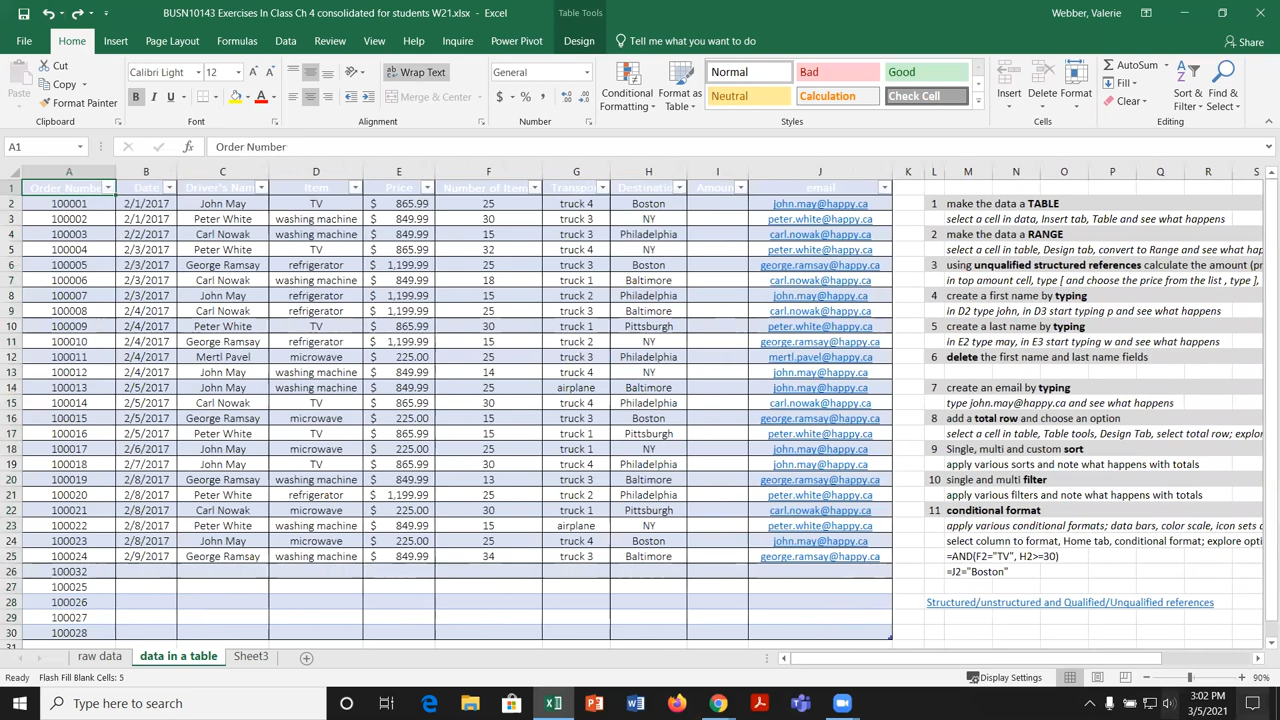 BUSN10143 Exercises In Class Ch 4 consolidated for students W21.xlsx - Excel
Table Tools
Webber, Valerie
File Home Insert Page Layout Formulas Data Review View Help Inquire Power Pivot Design Tell me what you want to do Share
Paste
Cut
Copy
Format Painter
Clipboard
Calibri Light 12
B I U
Font
Wrap Text
Merge & Center
Alignment
General
$ % ,
Number
Conditional Formatting
Format as Table
Normal Bad Good
Neutral Calculation Check Cell
Styles
Insert Delete Format
Cells
AutoSum
Fill
Clear
Sort & Filter
Find & Select
Editing
A1 fx Order Number
A B C D E F G H I J K L M N O P Q R S
1 Order Numbe Date Driver's Nam Item Price Number of Item Transpo Destinatio Amoun email
2 100001 2/1/2017 John May TV $ 865.99 25 truck 4 Boston john.may@happy.ca 1 make the data a TABLE
3 100002 2/1/2017 Peter White washing machine $ 849.99 30 truck 3 NY peter.white@happy.ca select a cell in data, Insert tab, Table and see what happens
4 100003 2/2/2017 Carl Nowak washing machine $ 849.99 15 truck 3 Philadelphia carl.nowak@happy.ca 2 make the data a RANGE
5 100004 2/3/2017 Peter White TV $ 865.99 32 truck 4 NY peter.white@happy.ca select a cell in table, Design tab, convert to Range and see what hap
6 100005 2/3/2017 George Ramsay refrigerator $ 1,199.99 25 truck 3 Boston george.ramsay@happy.ca 3 using unqualified structured references calculate the amount (pr
7 100006 2/3/2017 Carl Nowak washing machine $ 849.99 18 truck 1 Baltimore carl.nowak@happy.ca in top amount cell, type [ and choose the price from the list , type ],
8 100007 2/3/2017 John May refrigerator $ 1,199.99 25 truck 2 Philadelphia john.may@happy.ca 4 create a first name by typing
9 100008 2/4/2017 Carl Nowak refrigerator $ 1,199.99 25 truck 3 Baltimore carl.nowak@happy.ca in D2 type john, in D3 start typing p and see what happens
10 100009 2/4/2017 Peter White TV $ 865.99 30 truck 1 Pittsburgh peter.white@happy.ca 5 create a last name by typing
11 100010 2/4/2017 George Ramsay refrigerator $ 1,199.99 15 truck 2 NY george.ramsay@happy.ca in E2 type may, in E3 start typing w and see what happens
12 100011 2/4/2017 Mertl Pavel microwave $ 225.00 25 truck 3 Philadelphia mertl.pavel@happy.ca 6 delete the first name and last name fields
13 100012 2/4/2017 John May washing machine $ 849.99 14 truck 4 NY john.may@happy.ca
14 100013 2/5/2017 John May washing machine $ 849.99 25 airplane Baltimore john.may@happy.ca 7 create an email by typing
15 100014 2/5/2017 Carl Nowak TV $ 865.99 15 truck 4 Philadelphia carl.nowak@happy.ca type john.may@happy.ca and see what happens
16 100015 2/5/2017 George Ramsay microwave $ 225.00 15 truck 3 Boston george.ramsay@happy.ca 8 add a total row and choose an option
17 100016 2/5/2017 Peter White TV $ 865.99 15 truck 1 Pittsburgh peter.white@happy.ca select a cell in table, Table tools, Design Tab, select total row; explor
18 100017 2/6/2017 John May microwave $ 225.00 25 truck 1 NY john.may@happy.ca 9 Single, multi and custom sort
19 100018 2/7/2017 John May TV $ 865.99 30 truck 4 Philadelphia john.may@happy.ca apply various sorts and note what happens with totals
20 100019 2/8/2017 George Ramsay washing machine $ 849.99 13 truck 3 Boston george.ramsay@happy.ca 10 single and multi filter
21 100020 2/8/2017 Peter White refrigerator $ 1,199.99 25 truck 2 Philadelphia peter.white@happy.ca apply various filters and note what happens with totals
22 100021 2/8/2017 Carl Nowak microwave $ 225.00 30 truck 1 Pittsburgh carl.nowak@happy.ca 11 conditional format
23 100022 2/8/2017 Peter White washing machine $ 849.99 15 airplane NY peter.white@happy.ca apply various conditional formats; data bars, color scale, icon sets
24 100023 2/8/2017 John May microwave $ 225.00 25 truck 4 Boston john.may@happy.ca select column to format, Home tab, conditional format; explore opti
25 100024 2/9/2017 George Ramsay washing machine $ 849.99 34 truck 3 Baltimore george.ramsay@happy.ca =AND(F2="TV", H2>=30)
26 100032 =J2="Boston"
27 100025
28 100026 Structured/unstructured and Qualified/Unqualified references
29 100027
30 100028
31
raw data data in a table Sheet3
Flash Fill Blank Cells: 5 Display Settings 90%
Type here to search
3:02 PM
3/5/2021